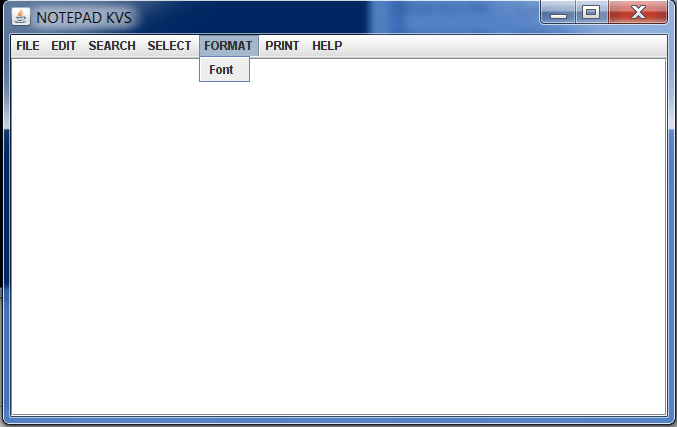 NOTEPAD KVS
FILE EDIT SEARCH SELECT FORMAT PRINT HELP
Font